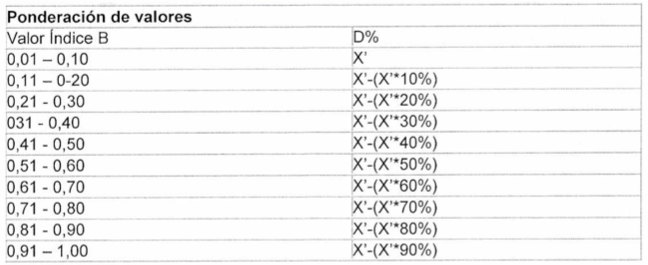 Ponderación de valores
Valor Índice B D%
0,01 – 0,10 X'
0,11 – 0-20 X'-(X'*10%)
0,21 - 0,30 X'-(X'*20%)
031 - 0,40 X'-(X'*30%)
0,41 - 0,50 X'-(X'*40%)
0,51 - 0,60 X'-(X'*50%)
0,61 - 0,70 X'-(X'*60%)
0,71 - 0,80 X'-(X'*70%)
0,81 - 0,90 X'-(X'*80%)
0,91 – 1,00 X'-(X'*90%)